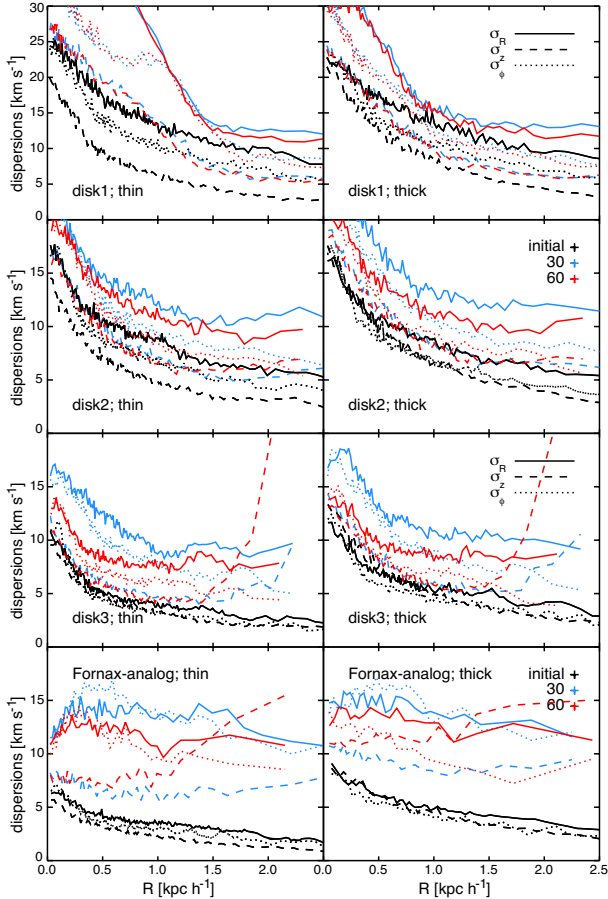 30
25
20
15
10
5
0
dispersions [km s⁻¹]
disk1; thin
disk1; thick
σR
σz
σϕ
15
10
5
0
dispersions [km s⁻¹]
disk2; thin
disk2; thick
initial
30
60
15
10
5
0
dispersions [km s⁻¹]
disk3; thin
disk3; thick
σR
σz
σϕ
15
10
5
0
dispersions [km s⁻¹]
Fornax-analog; thin
Fornax-analog; thick
initial
30
60
0.0 0.5 1.0 1.5 2.0 0.0 0.5 1.0 1.5 2.0 2.5
R [kpc h⁻¹] R [kpc h⁻¹]